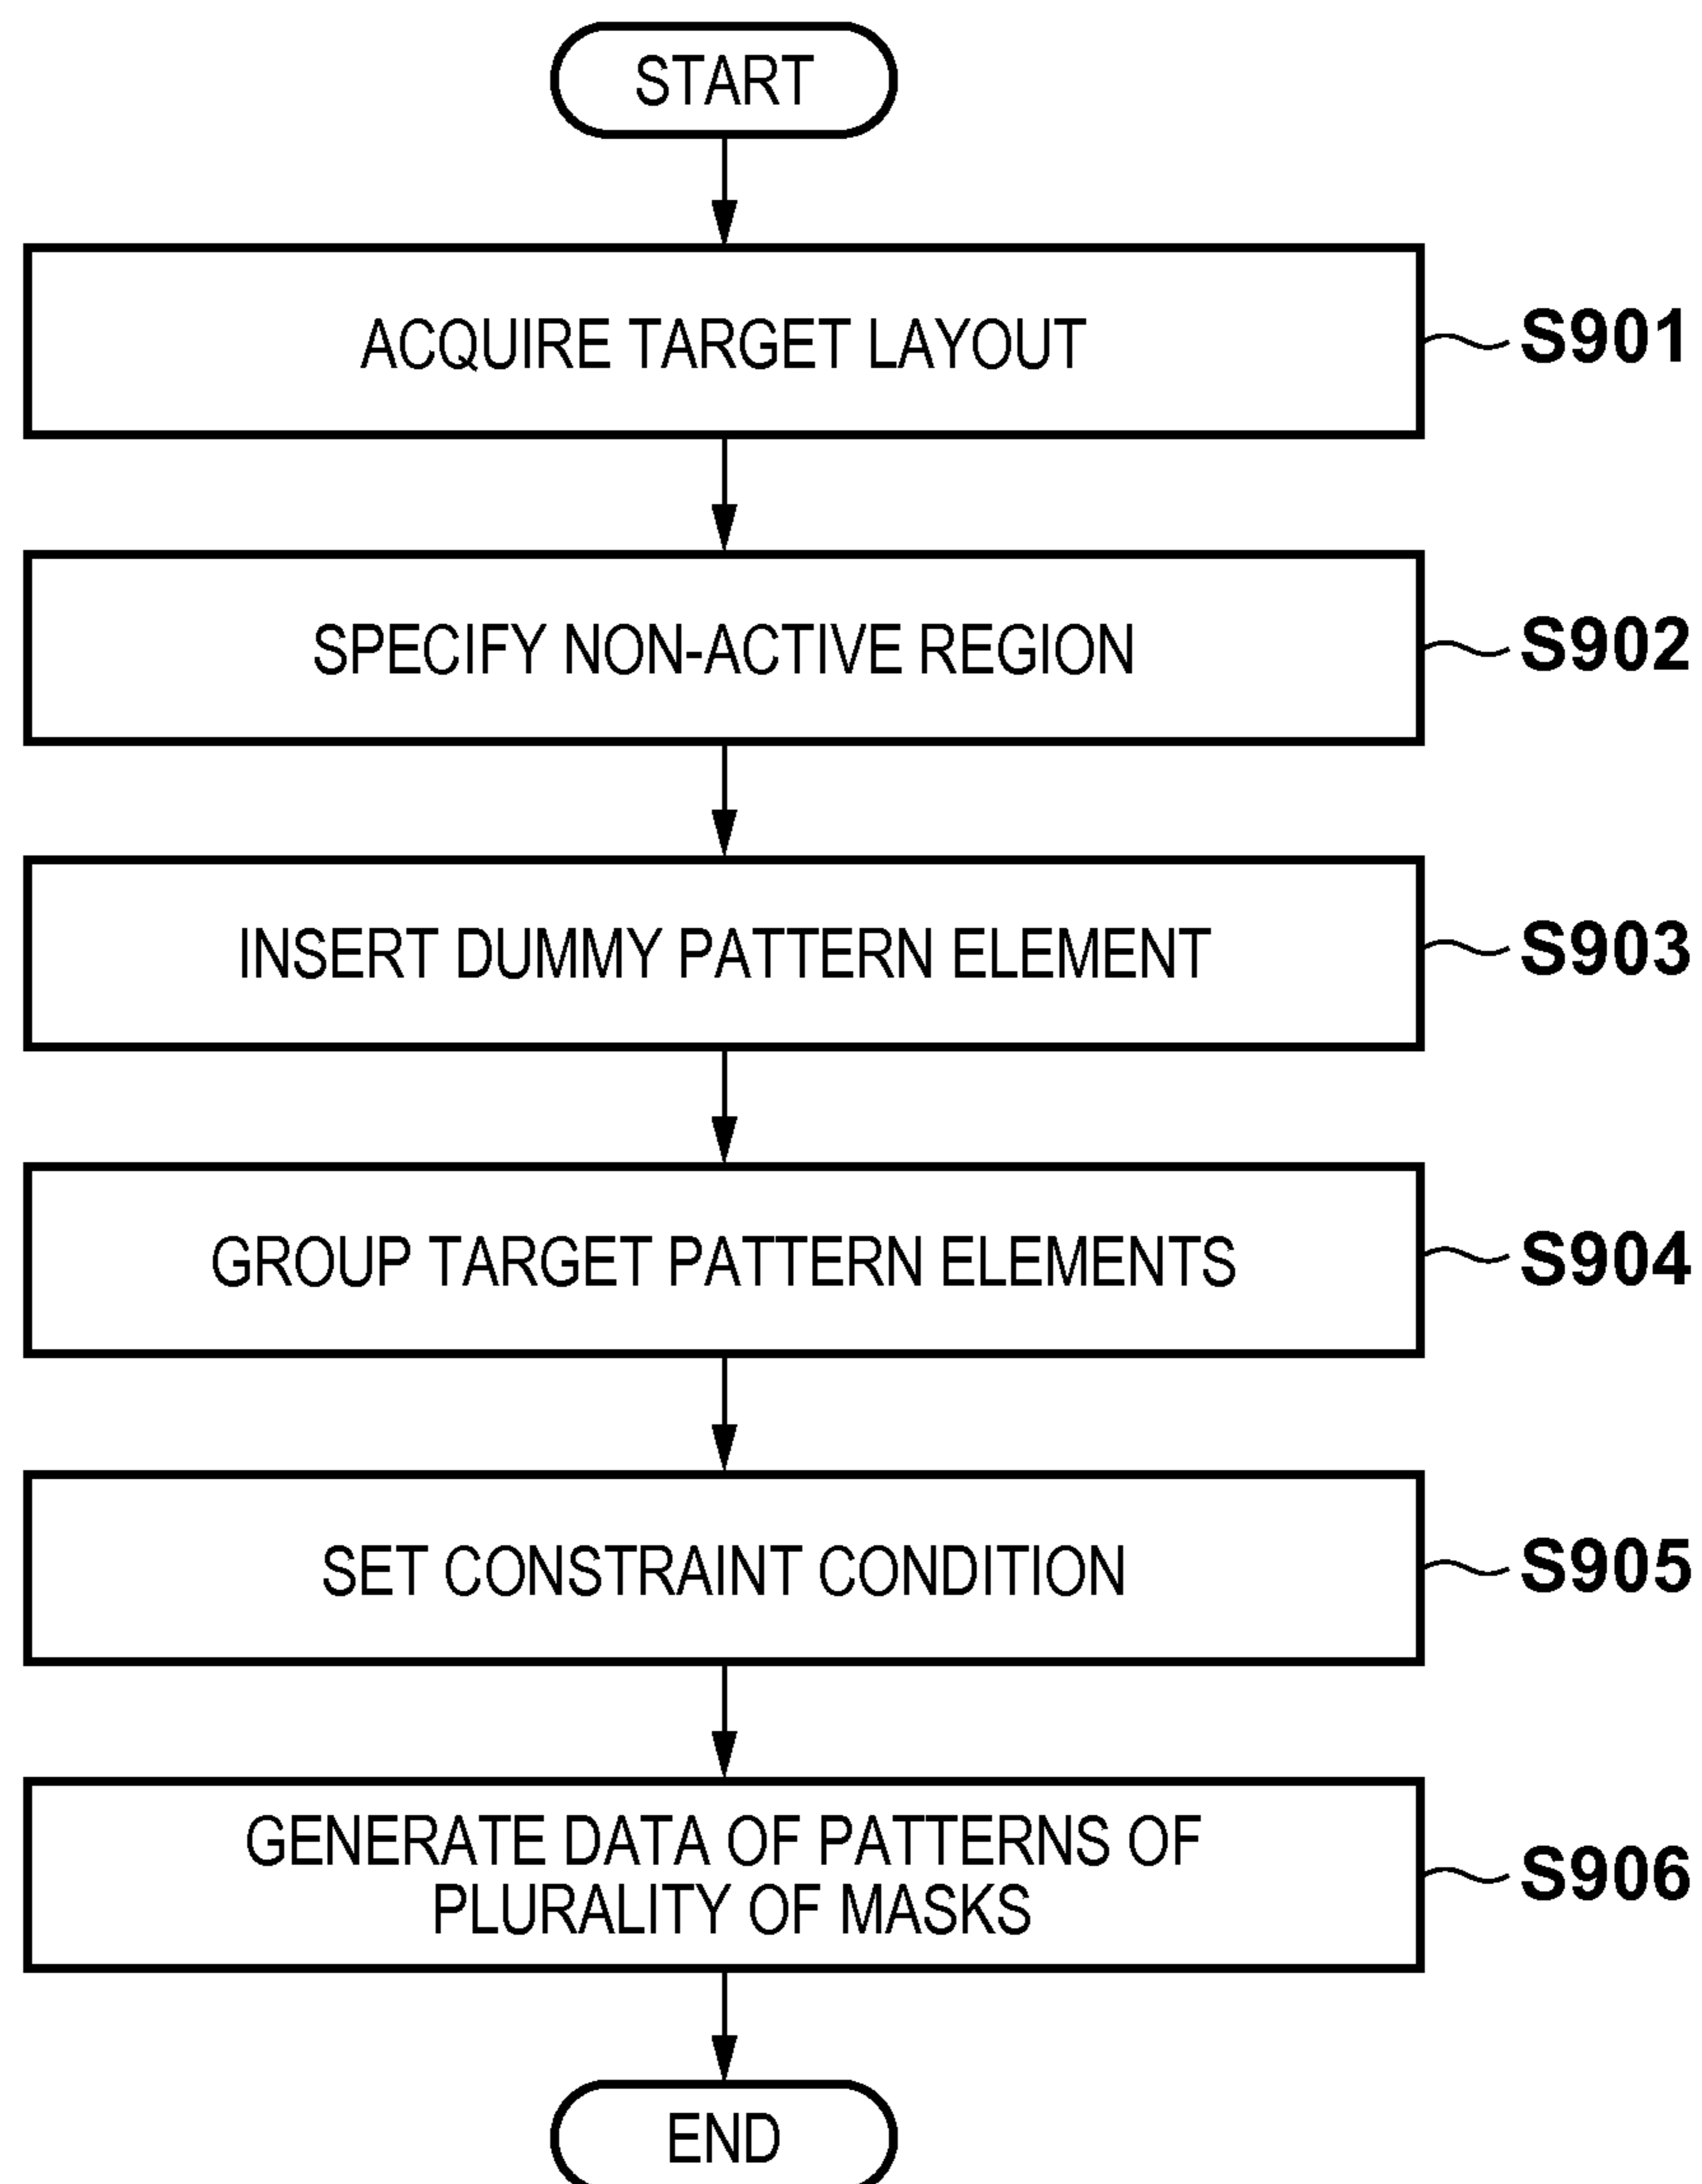 START
ACQUIRE TARGET LAYOUT
S901
SPECIFY NON-ACTIVE REGION
S902
INSERT DUMMY PATTERN ELEMENT
S903
GROUP TARGET PATTERN ELEMENTS
S904
SET CONSTRAINT CONDITION
S905
GENERATE DATA OF PATTERNS OF
PLURALITY OF MASKS
S906
END